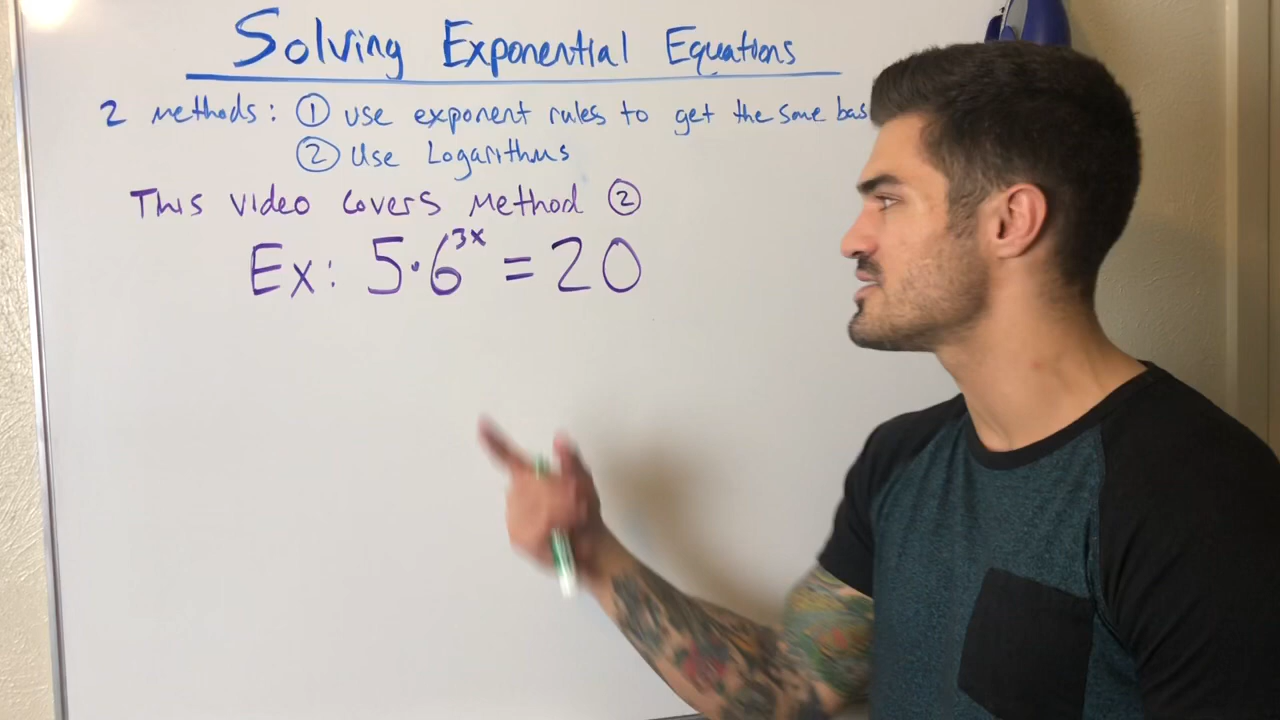 Solving Exponential Equations
2 methods: ① use exponent rules to get the same bas
② Use Logarithms
This video covers Method ②
Ex: 5·6^3x = 20